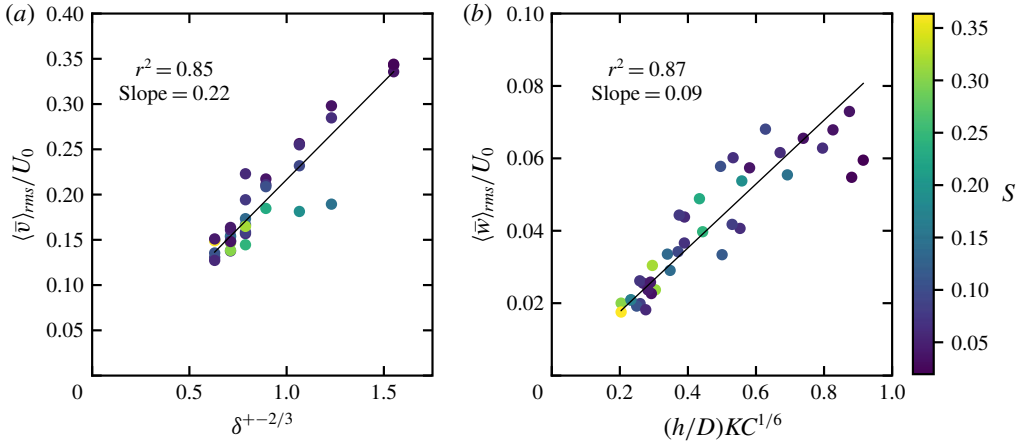 (a)
0.40
0.35
0.30
0.25
0.20
0.15
0.10
0.05
0
0.5
1.0
1.5
r² = 0.85
Slope = 0.22
⟨v̅⟩rms/U₀
δ⁺⁻²/³
(b)
0.10
0.08
0.06
0.04
0.02
0
0.2
0.4
0.6
0.8
1.0
r² = 0.87
Slope = 0.09
⟨w̅⟩rms/U₀
(h/D)KC¹/⁶
0.35
0.30
0.25
0.20
0.15
0.10
0.05
S